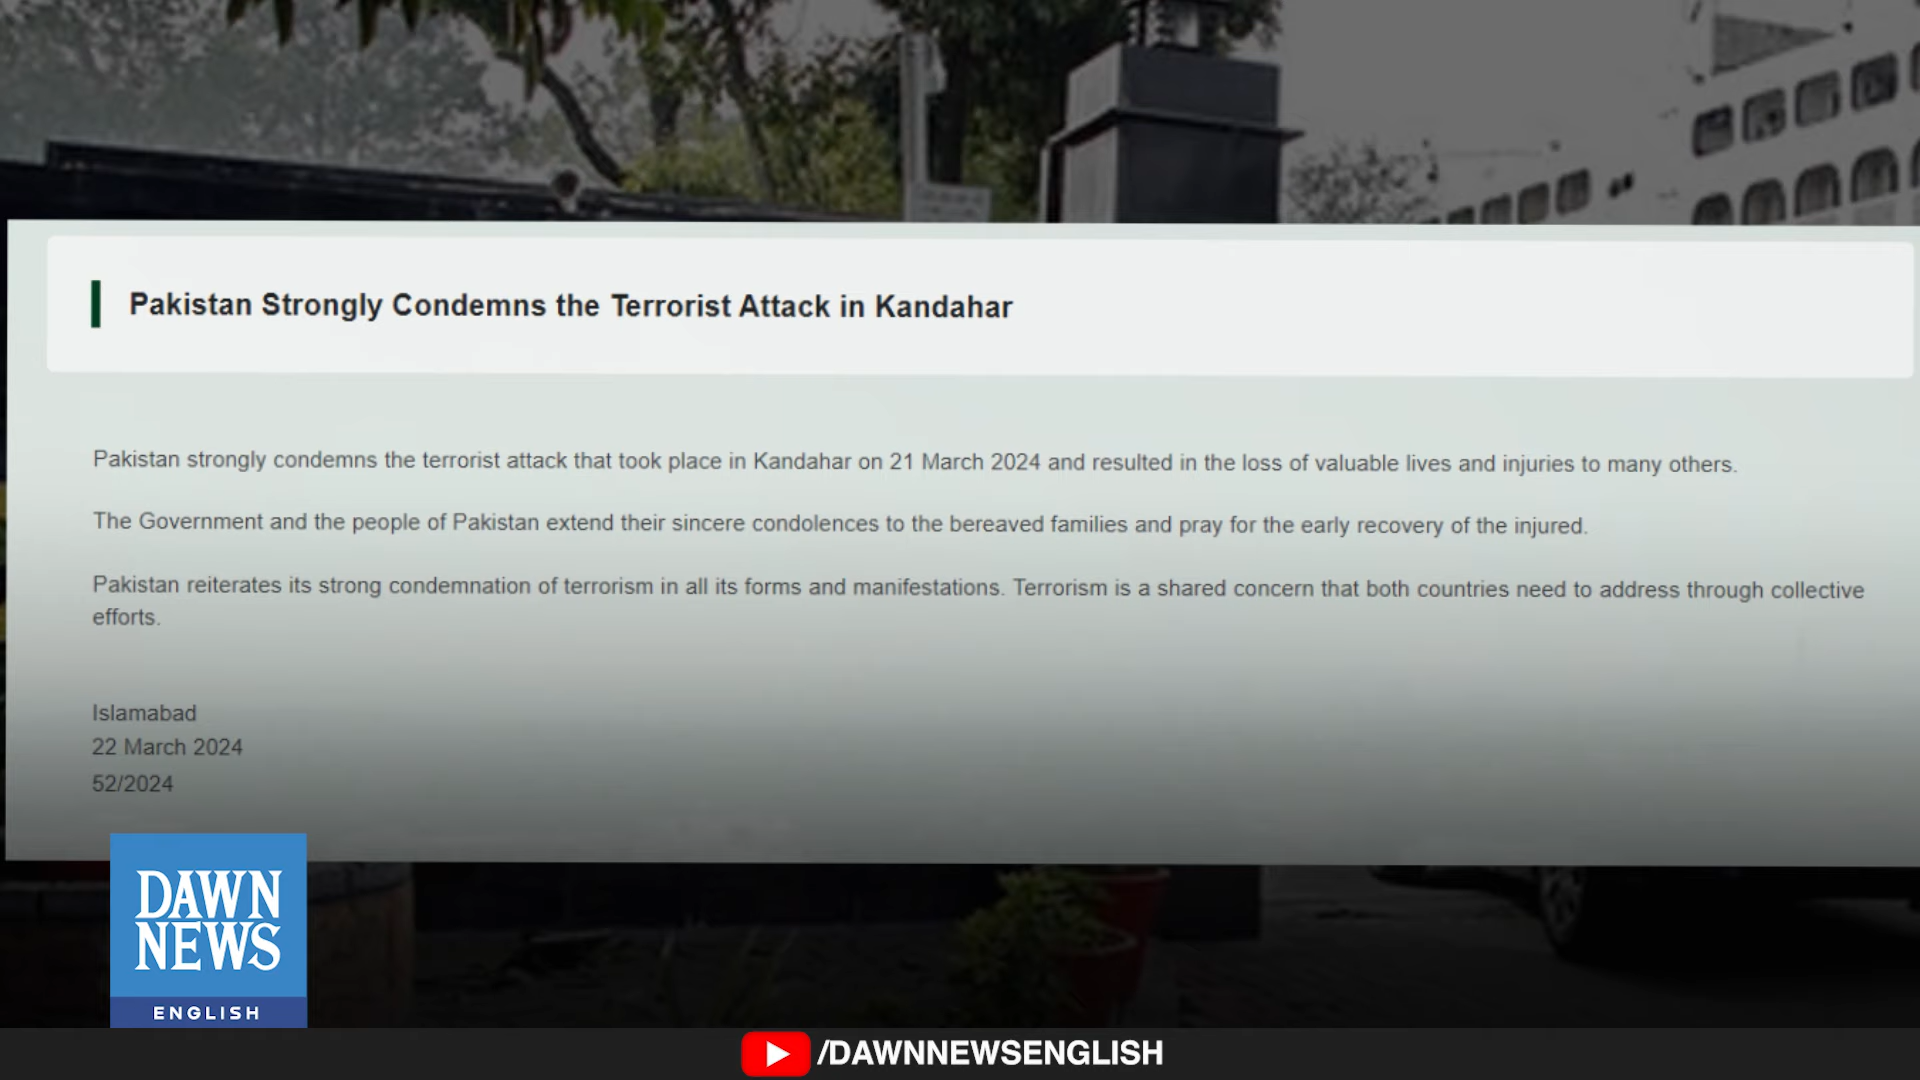 Pakistan Strongly Condemns the Terrorist Attack in Kandahar
Pakistan strongly condemns the terrorist attack that took place in Kandahar on 21 March 2024 and resulted in the loss of valuable lives and injuries to many others.
The Government and the people of Pakistan extend their sincere condolences to the bereaved families and pray for the early recovery of the injured.
Pakistan reiterates its strong condemnation of terrorism in all its forms and manifestations. Terrorism is a shared concern that both countries need to address through collective
efforts.
Islamabad
22 March 2024
52/2024
DAWN
NEWS
ENGLISH
/DAWNNEWSENGLISH